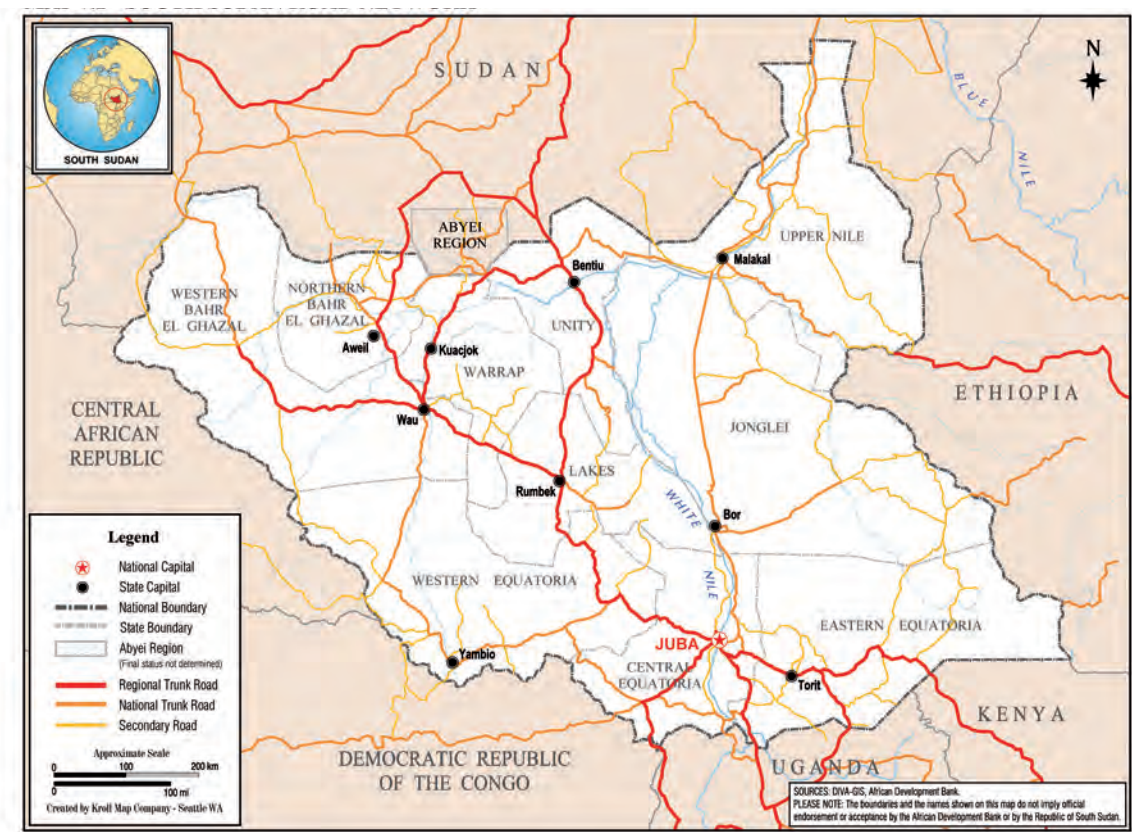 SOUTH SUDAN
N
SUDAN
BLUE
NILE
ABYEI
REGION
UPPER NILE
Malakal
Bentiu
WESTERN
BAHR
EL GHAZAL
NORTHERN
BAHR
EL GHAZAL
UNITY
Aweil
Kuacjok
WARRAP
ETHIOPIA
CENTRAL
AFRICAN
REPUBLIC
Wau
JONGLEI
LAKES
Rumbek
WHITE
NILE
Bor
WESTERN EQUATORIA
EASTERN EQUATORIA
JUBA
Yambio
CENTRAL
EQUATORIA
Torit
KENYA
DEMOCRATIC REPUBLIC
OF THE CONGO
UGANDA
Legend
National Capital
State Capital
National Boundary
State Boundary
Abyei Region
(Final status not determined)
Regional Trunk Road
National Trunk Road
Secondary Road
Approximate Scale
0 100 200 km
0 100 mi
Created by Kroll Map Company - Seattle WA
SOURCES: DIVA-GIS, African Development Bank.
PLEASE NOTE: The boundaries and the names shown on this map do not imply official
endorsement or acceptance by the African Development Bank or by the Republic of South Sudan.